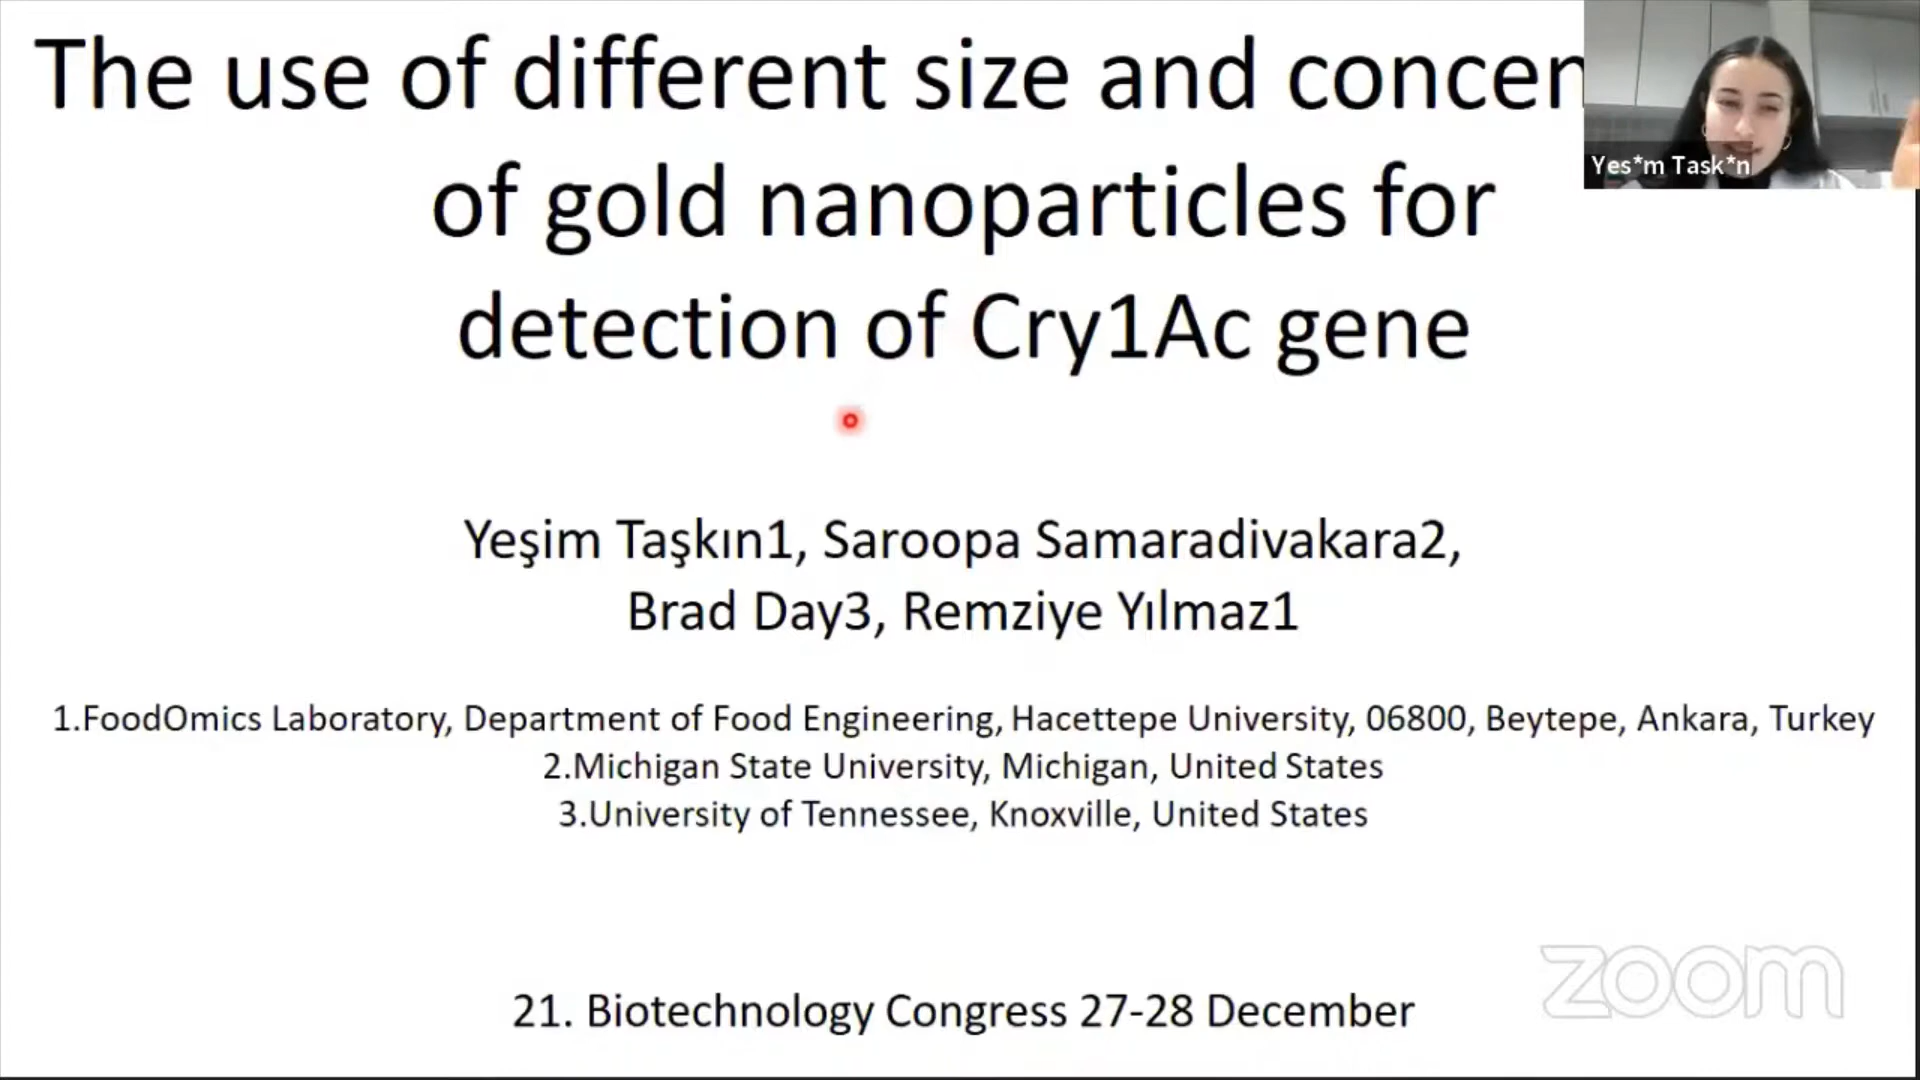 The use of different size and concen
of gold nanoparticles for
detection of Cry1Ac gene
Yes*m Task*n
Yeşim Taşkın1, Saroopa Samaradivakara2,
Brad Day3, Remziye Yılmaz1
1.FoodOmics Laboratory, Department of Food Engineering, Hacettepe University, 06800, Beytepe, Ankara, Turkey
2.Michigan State University, Michigan, United States
3.University of Tennessee, Knoxville, United States
21. Biotechnology Congress 27-28 December
zoom